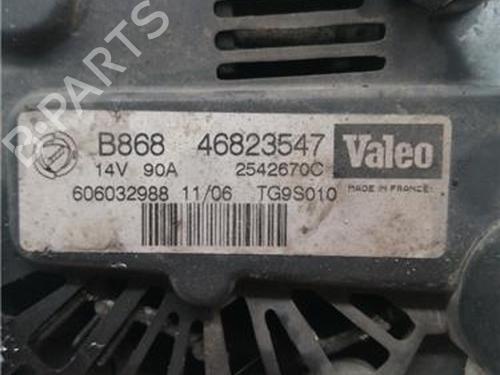 B-PARTS
B868 46823547 Valeo
14V 90A 2542670C
606032988 11/06 TG9S010 MADE IN FRANCE